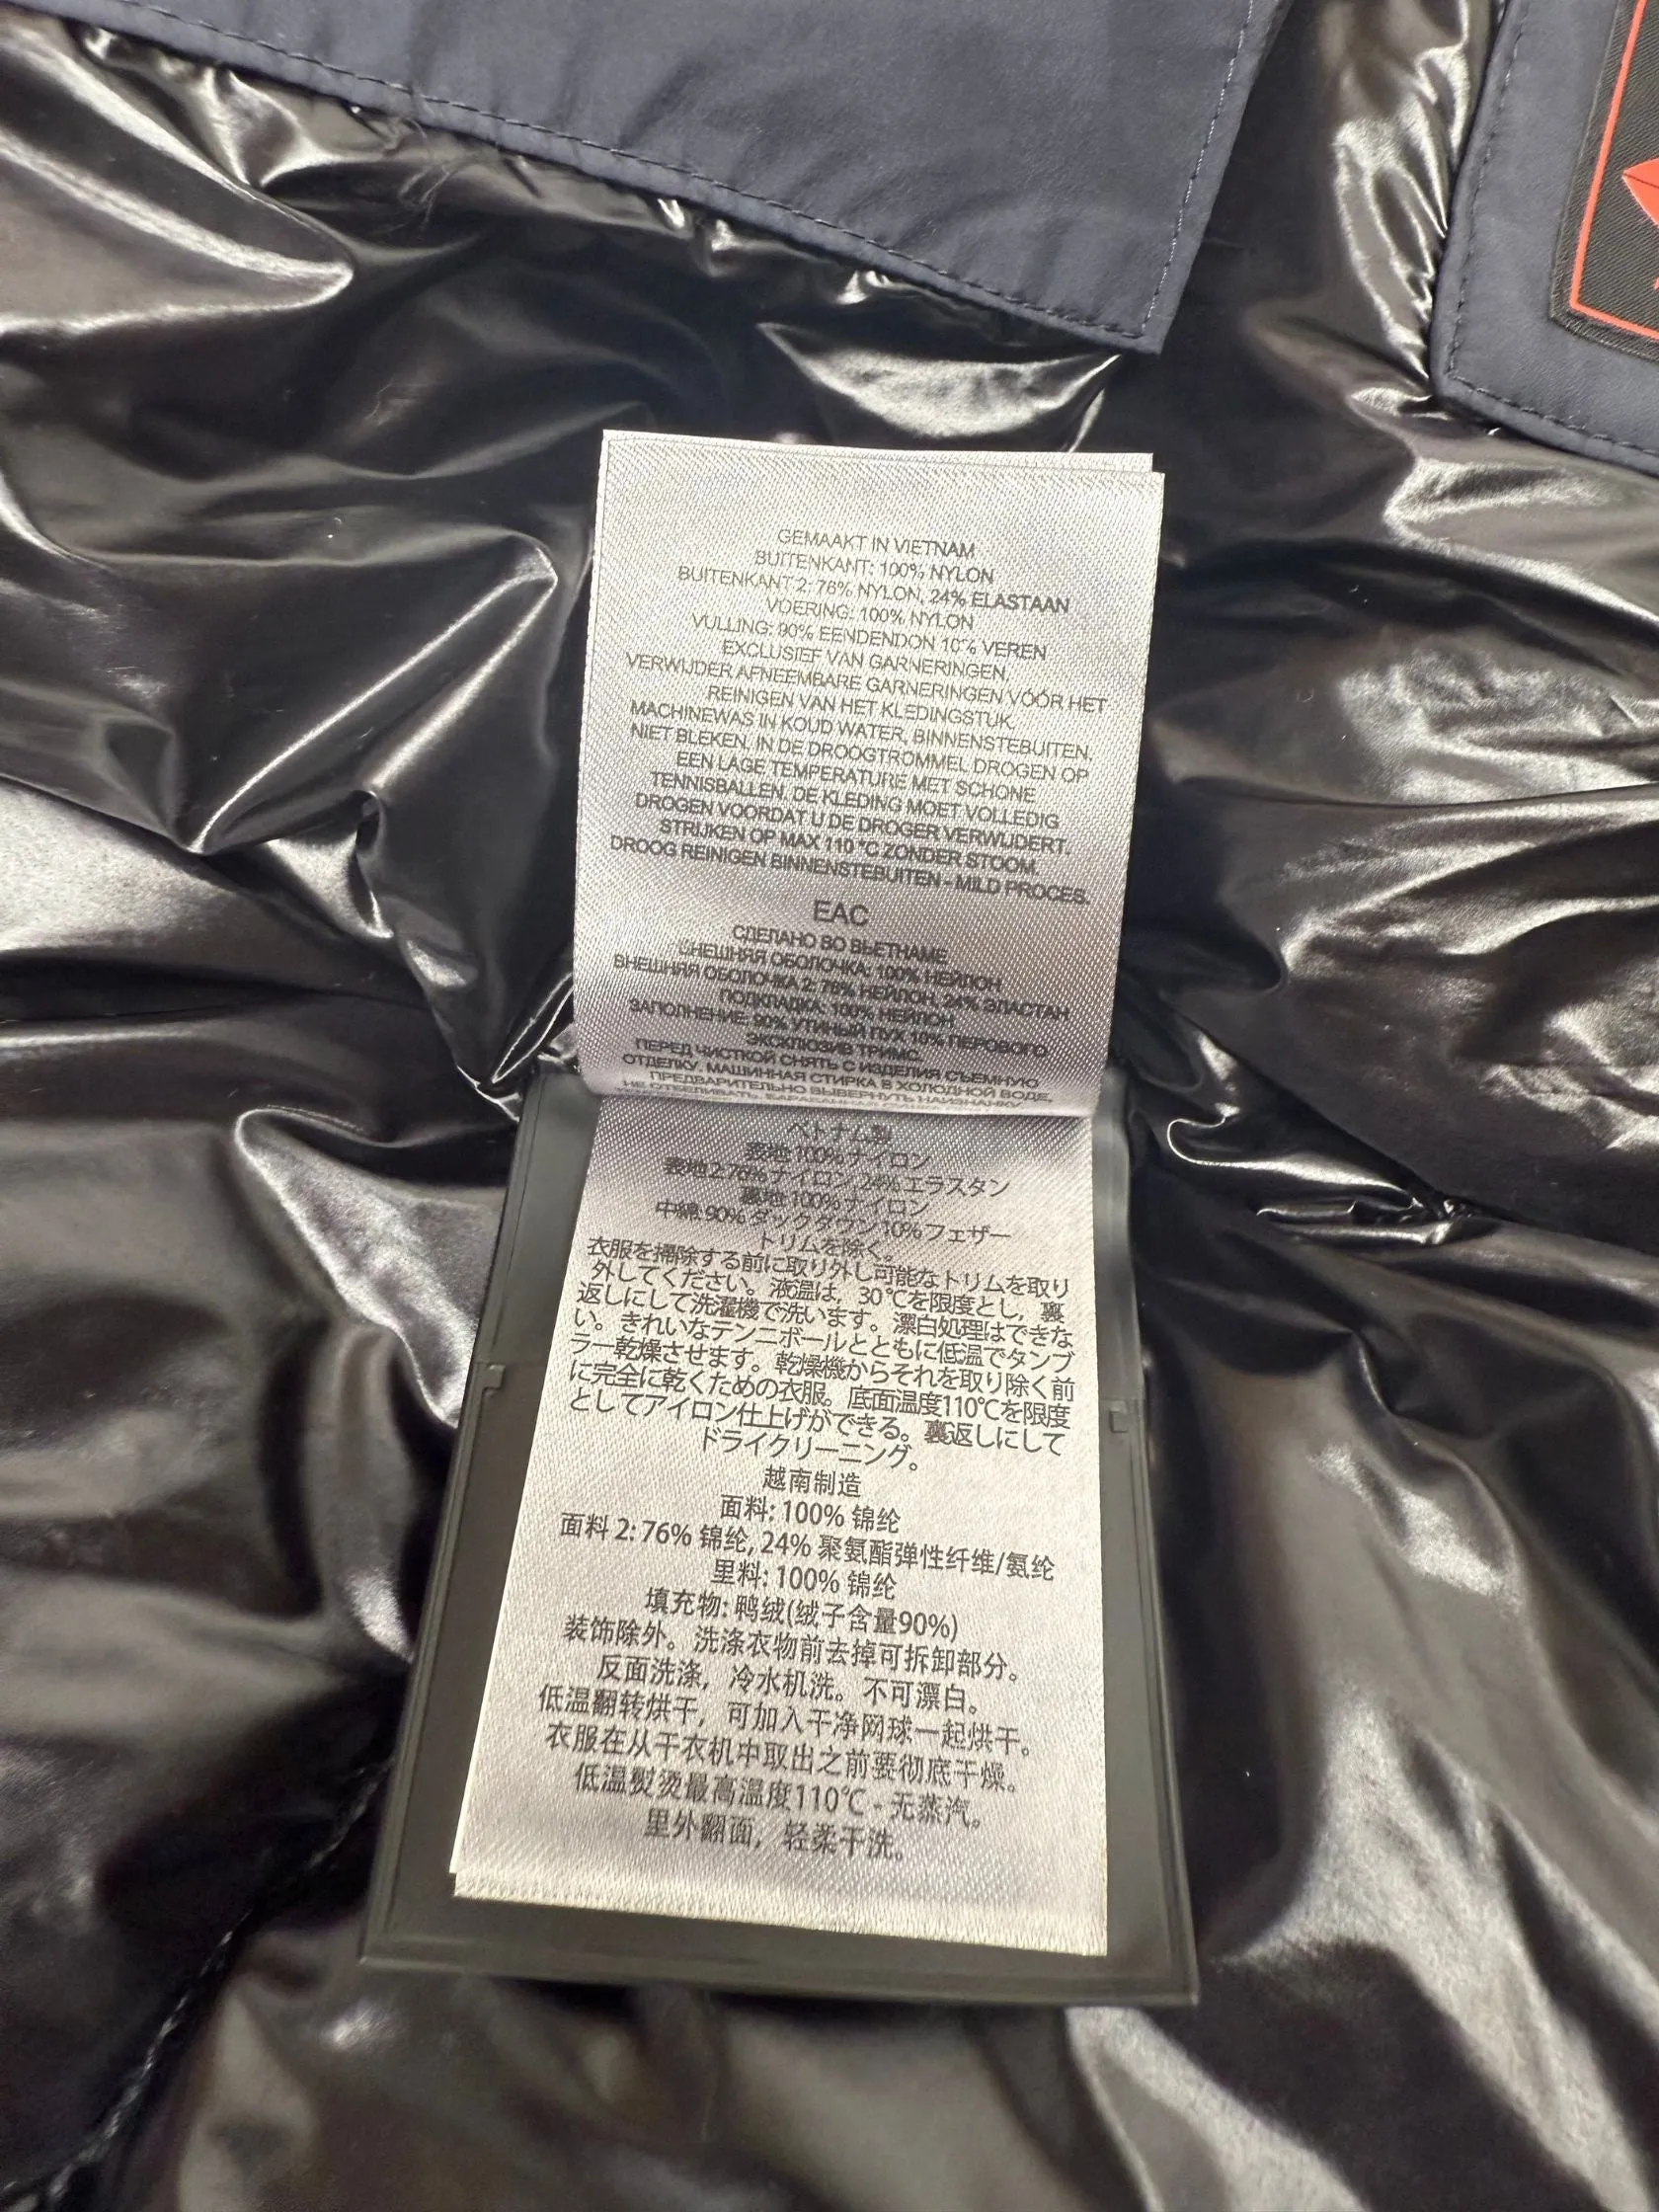 GEMAAKT IN VIETNAM
BUITENKANT: 100% NYLON
BUITENKANT 2: 76% NYLON, 24% ELASTAAN
VOERING: 100% NYLON
VULLING: 90% EENDENDON 10% VEREN
EXCLUSIEF VAN GARNERINGEN.
VERWIJDER AFNEEMBARE GARNERINGEN VÓÓR HET
REINIGEN VAN HET KLEDINGSTUK.
MACHINEWAS IN KOUD WATER, BINNENSTEBUITEN.
NIET BLEKEN. IN DE DROOGTROMMEL DROGEN OP
EEN LAGE TEMPERATURE MET SCHONE
TENNISBALLEN. DE KLEDING MOET VOLLEDIG
DROGEN VOORDAT U DE DROGER VERWIJDERT.
STRIJKEN OP MAX 110 °C ZONDER STOOM.
DROOG REINIGEN BINNENSTEBUITEN - MILD PROCES.
EAC
СДЕЛАНО ВО ВЬЕТНАМЕ
ВНЕШНЯЯ ОБОЛОЧКА: 100% НЕЙЛОН
ВНЕШНЯЯ ОБОЛОЧКА 2: 76% НЕЙЛОН, 24% ЭЛАСТАН
ПОДКЛАДКА: 100% НЕЙЛОН
ЗАПОЛНЕНИЕ: 90% УТИНЫЙ ПУХ 10% ПЕРОВОГО
ЭКСКЛЮЗИВ ТРИМС.
ПЕРЕД ЧИСТКОЙ СНЯТЬ С ИЗДЕЛИЯ СЪЕМНУЮ
ОТДЕЛКУ. МАШИННАЯ СТИРКА В ХОЛОДНОЙ ВОДЕ,
ПРЕДВАРИТЕЛЬНО ВЫВЕРНУТЬ НАИЗНАНКУ.
НЕ ОТБЕЛИВАТЬ.
ベトナム製
表地:100%ナイロン
表地2:76%ナイロン,24%エラスタン
裏地:100%ナイロン
中綿:90%ダックダウン10%フェザー
トリムを除く。
衣服を掃除する前に取り外し可能なトリムを取り
外してください。液温は、30℃を限度とし、裏
返しにして洗濯機で洗います。漂白処理はできな
い。きれいなテンニボールとともに低温でタンブ
ラー乾燥させます。乾燥機からそれを取り除く前
に完全に乾くための衣服。底面温度110℃を限度
としてアイロン仕上げができる。裏返しにして
ドライクリーニング。
越南制造
面料: 100% 锦纶
面料 2: 76% 锦纶, 24% 聚氨酯弹性纤维/氨纶
里料: 100% 锦纶
填充物: 鸭绒(绒子含量90%)
装饰除外。洗涤衣物前去掉可拆卸部分。
反面洗涤，冷水机洗。不可漂白。
低温翻转烘干，可加入干净网球一起烘干。
衣服在从干衣机中取出之前要彻底干燥。
低温熨烫最高温度110℃ - 无蒸汽。
里外翻面，轻柔干洗。